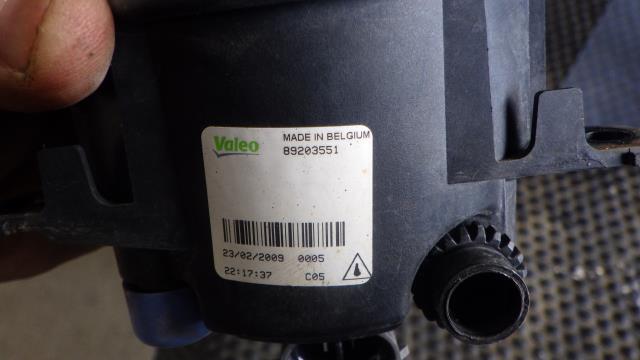 Valeo MADE IN BELGIUM
89203551
23/02/2009 0005
22:17:37 C05